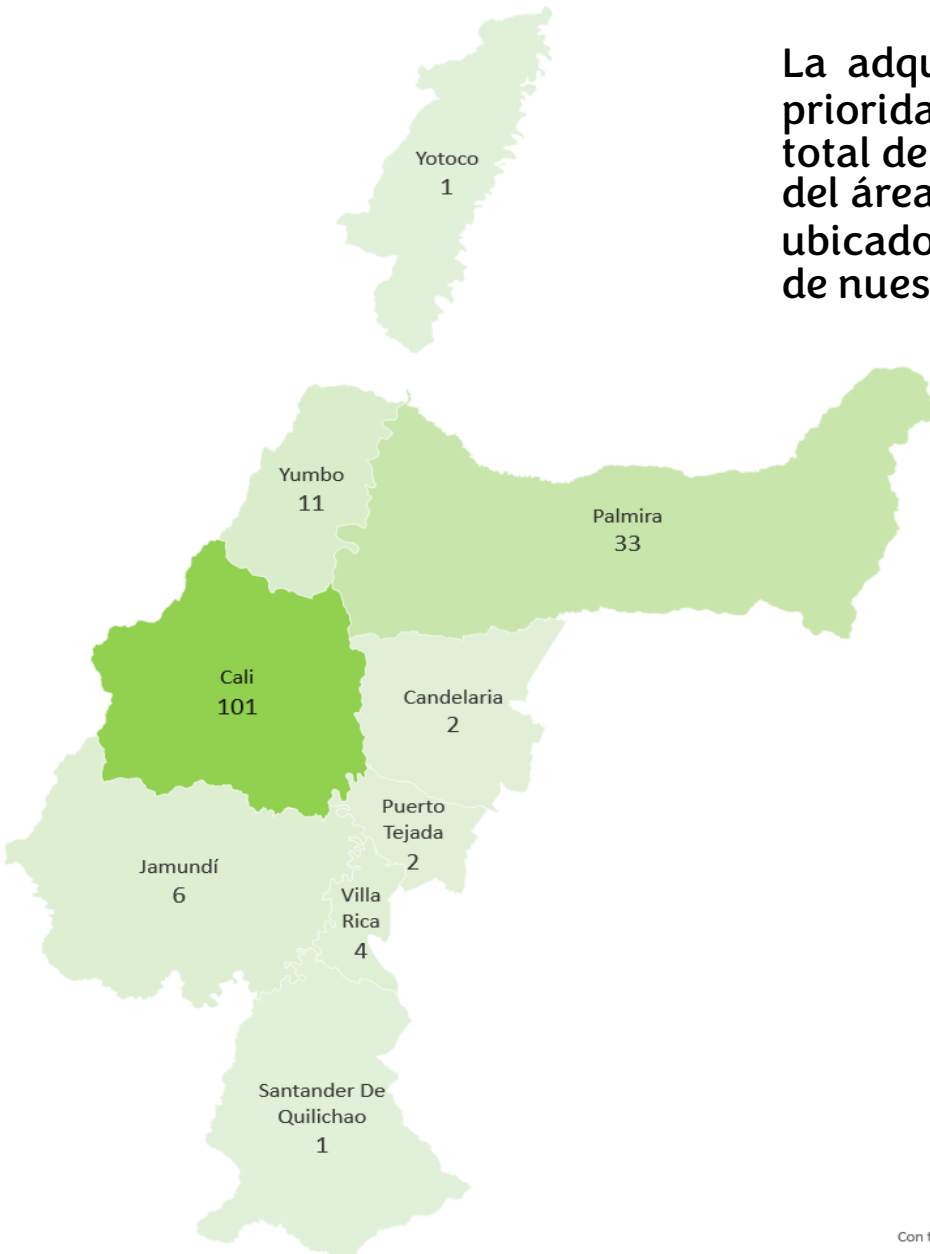 La adqu
priorida
total de
del área
ubicado
de nues
Yotoco
1
Yumbo
11
Palmira
33
Cali
101
Candelaria
2
Puerto
Tejada
2
Jamundí
6
Villa
Rica
4
Santander De
Quilichao
1
Con t